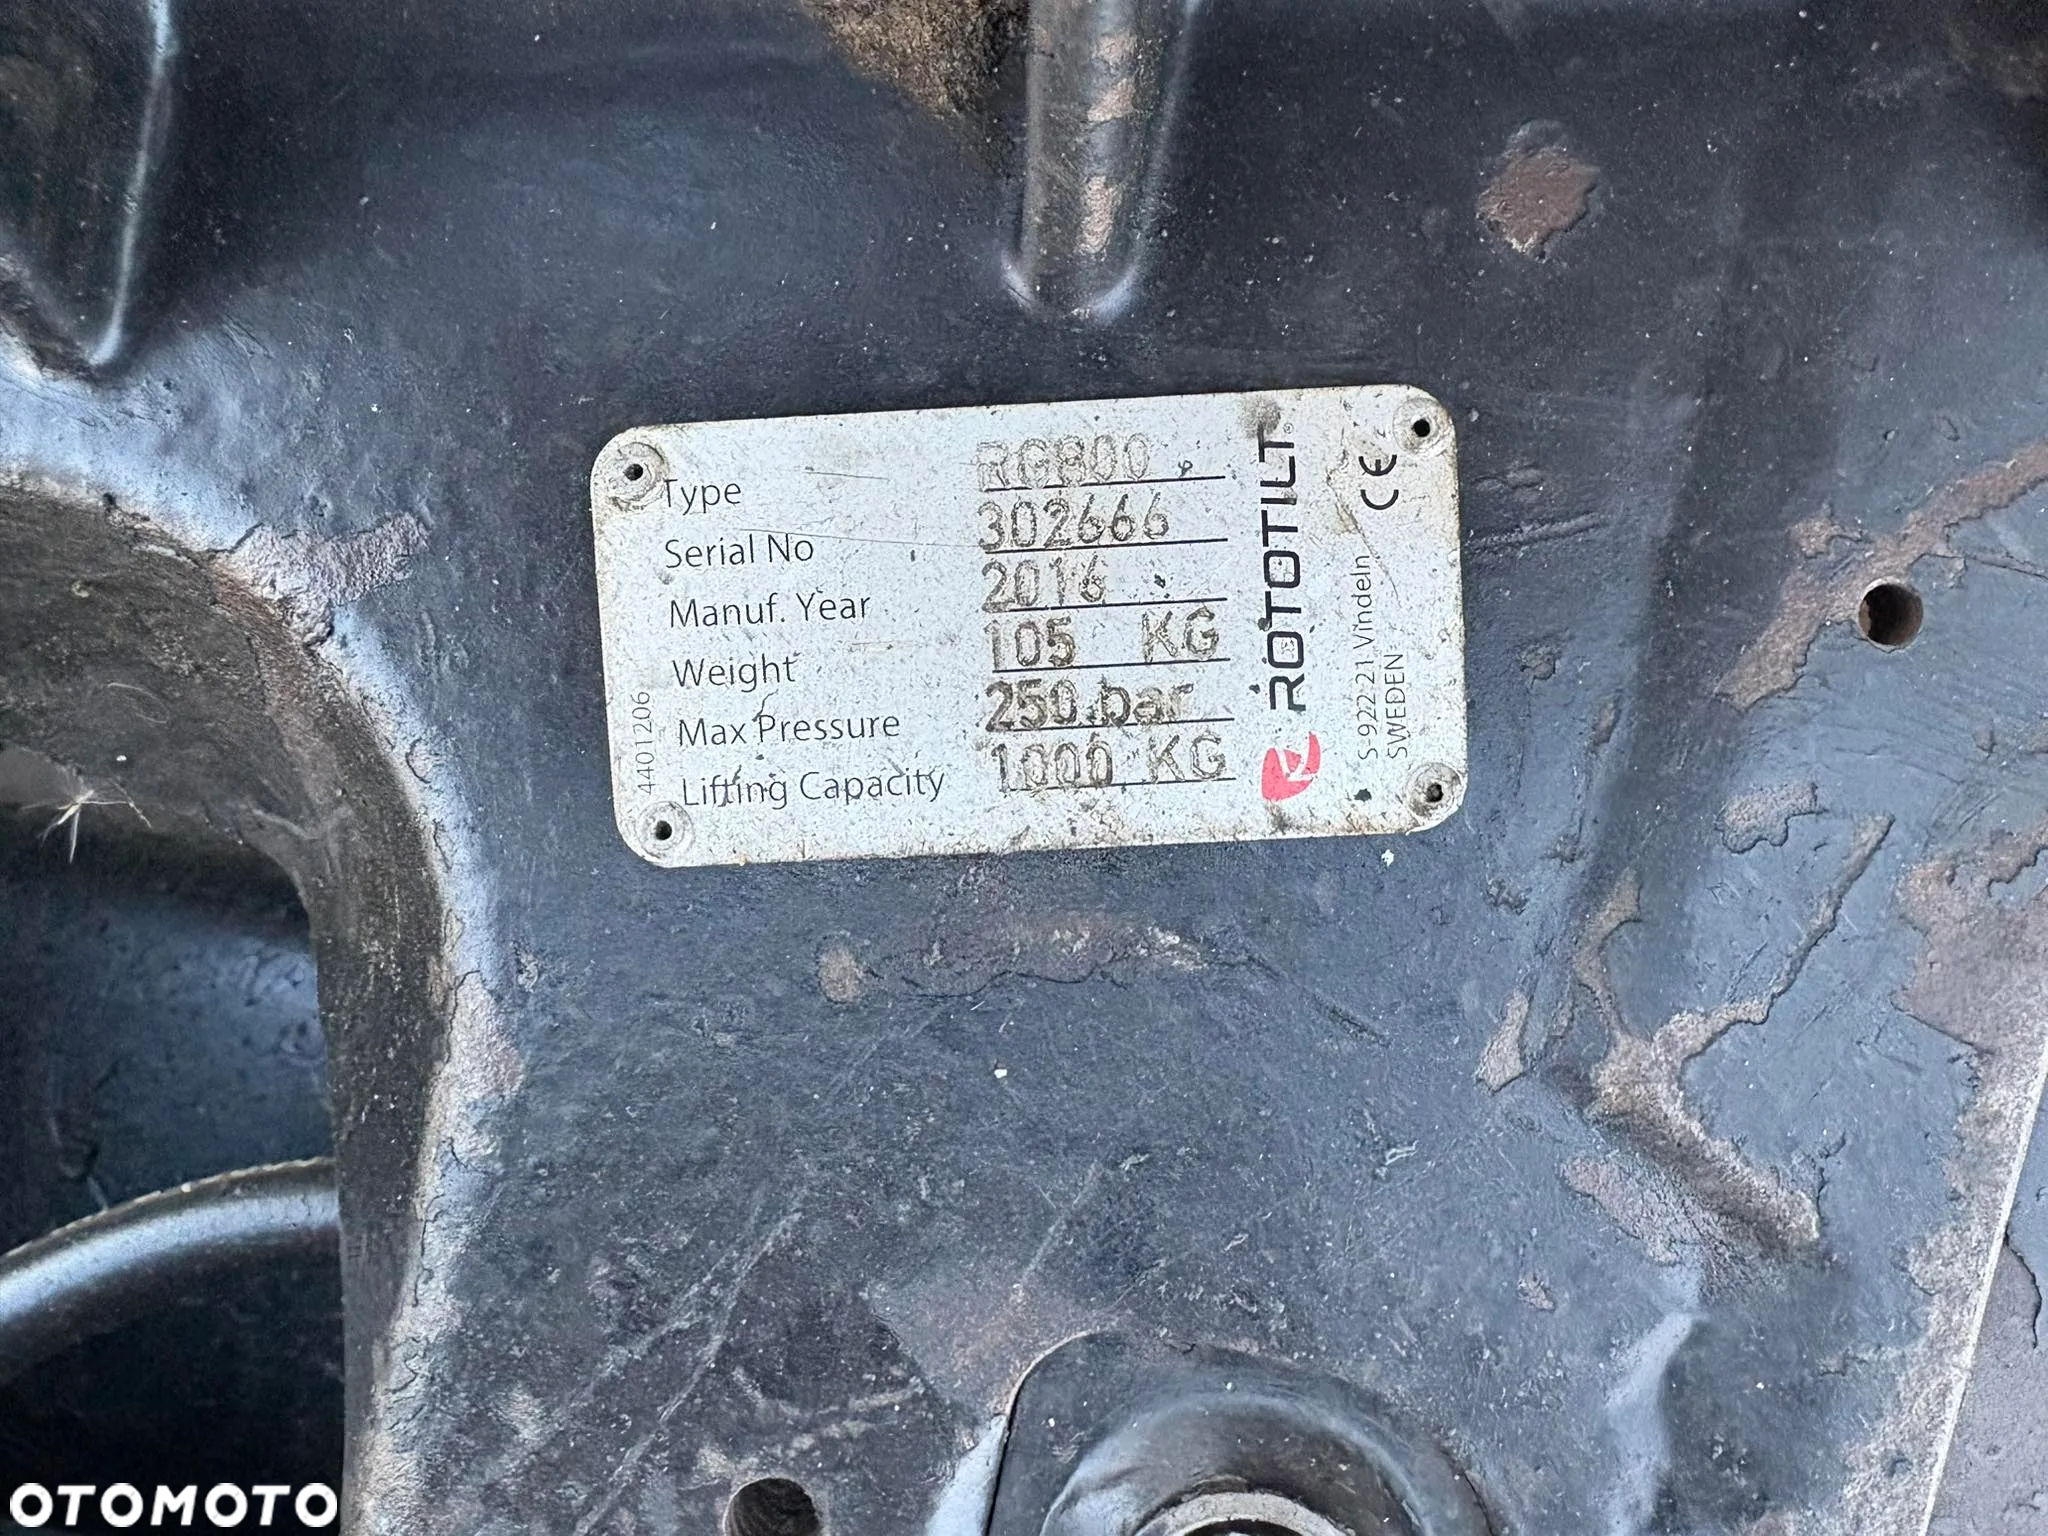 Type RG800
Serial No 302666
Manuf. Year 2016
Weight 105 KG
Max Pressure 250 bar
Lifting Capacity 1000 KG
4401206
ROTOTILT®
S 922 21 Vindeln
SWEDEN
CE
OTOMOTO